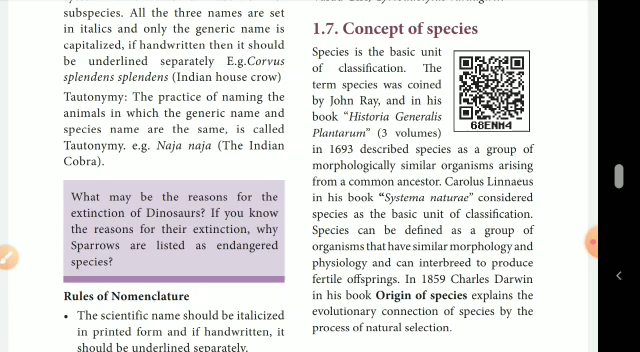 subspecies. All the three names are set
in italics and only the generic name is
capitalized, if handwritten then it should
be underlined separately E.g.Corvus
splendens splendens (Indian house crow)
Tautonymy: The practice of naming the
animals in which the generic name and
species name are the same, is called
Tautonymy. e.g. Naja naja (The Indian
Cobra).
What may be the reasons for the
extinction of Dinosaurs? If you know
the reasons for their extinction, why
Sparrows are listed as endangered
species?
Rules of Nomenclature
• The scientific name should be italicized
in printed form and if handwritten, it
should be underlined separately.
1.7. Concept of species
Species is the basic unit
of classification. The
term species was coined
by John Ray, and in his
book “Historia Generalis
Plantarum” (3 volumes)
68ENM4
in 1693 described species as a group of
morphologically similar organisms arising
from a common ancestor. Carolus Linnaeus
in his book “Systema naturae” considered
species as the basic unit of classification.
Species can be defined as a group of
organisms that have similar morphology and
physiology and can interbreed to produce
fertile offsprings. In 1859 Charles Darwin
in his book Origin of species explains the
evolutionary connection of species by the
process of natural selection.